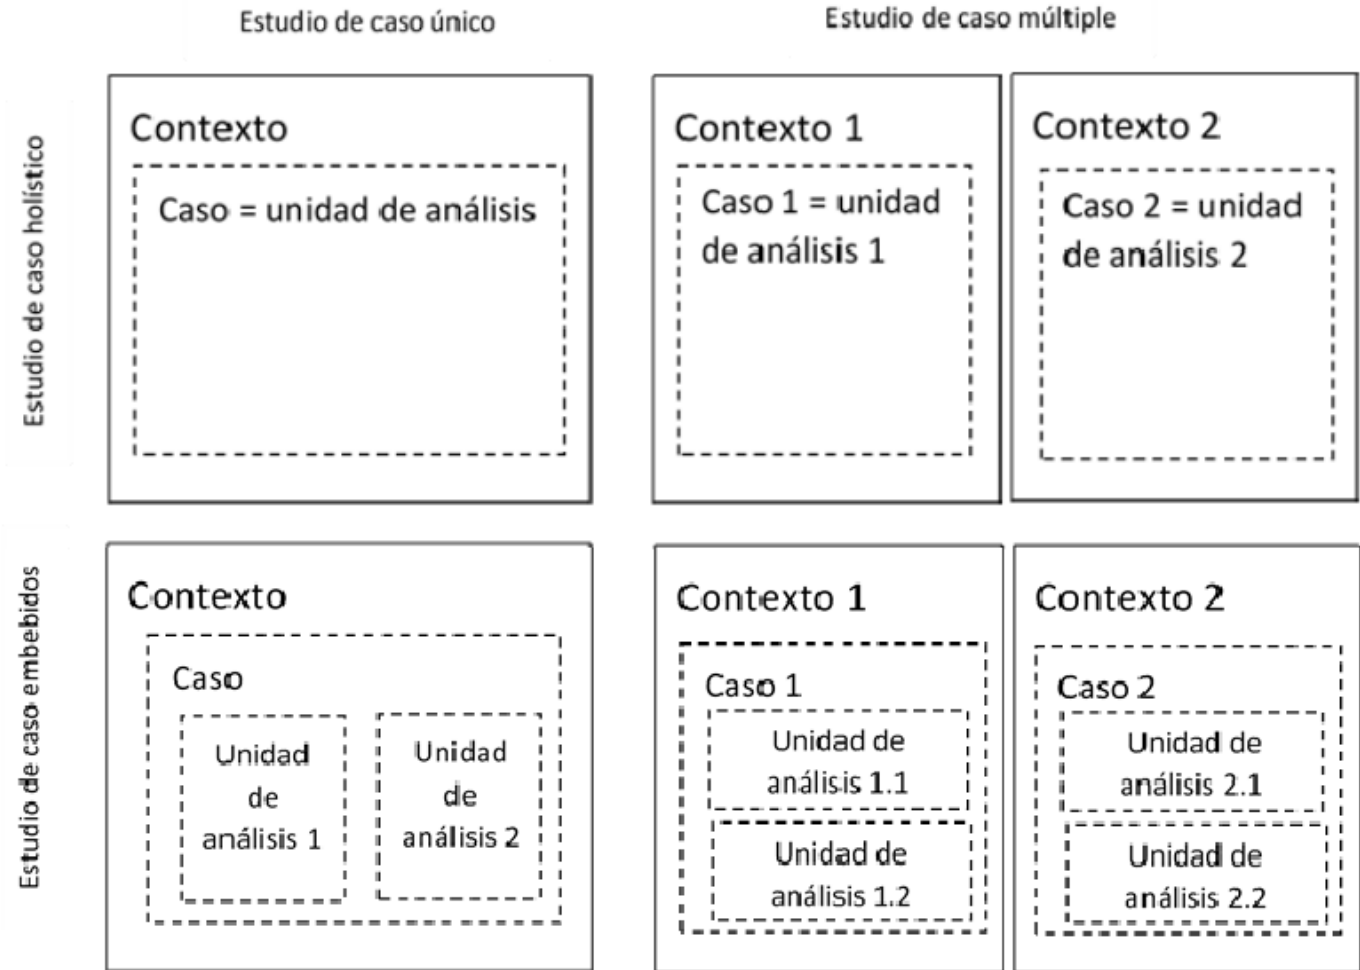 Estudio de caso único
Estudio de caso múltiple
Estudio de caso holístico
Contexto
Caso = unidad de análisis
Contexto 1
Caso 1 = unidad
de análisis 1
Contexto 2
Caso 2 = unidad
de análisis 2
Estudio de caso embebidos
Contexto
Caso
Unidad
de
análisis 1
Unidad
de
análisis 2
Contexto 1
Caso 1
Unidad de
análisis 1.1
Unidad de
análisis 1.2
Contexto 2
Caso 2
Unidad de
análisis 2.1
Unidad de
análisis 2.2